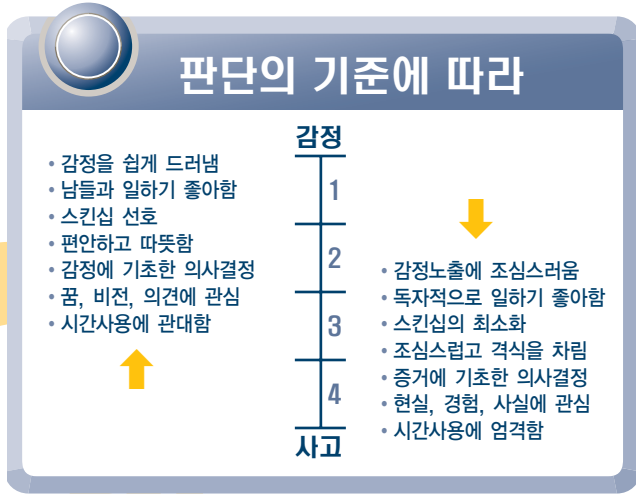 판단의 기준에 따라
감정
• 감정을 쉽게 드러냄
• 남들과 일하기 좋아함
• 스킨십 선호
• 편안하고 따뜻함
• 감정에 기초한 의사결정
• 꿈, 비전, 의견에 관심
• 시간사용에 관대함
1
2
3
4
• 감정노출에 조심스러움
• 독자적으로 일하기 좋아함
• 스킨십의 최소화
• 조심스럽고 격식을 차림
• 증거에 기초한 의사결정
• 현실, 경험, 사실에 관심
• 시간사용에 엄격함
사고